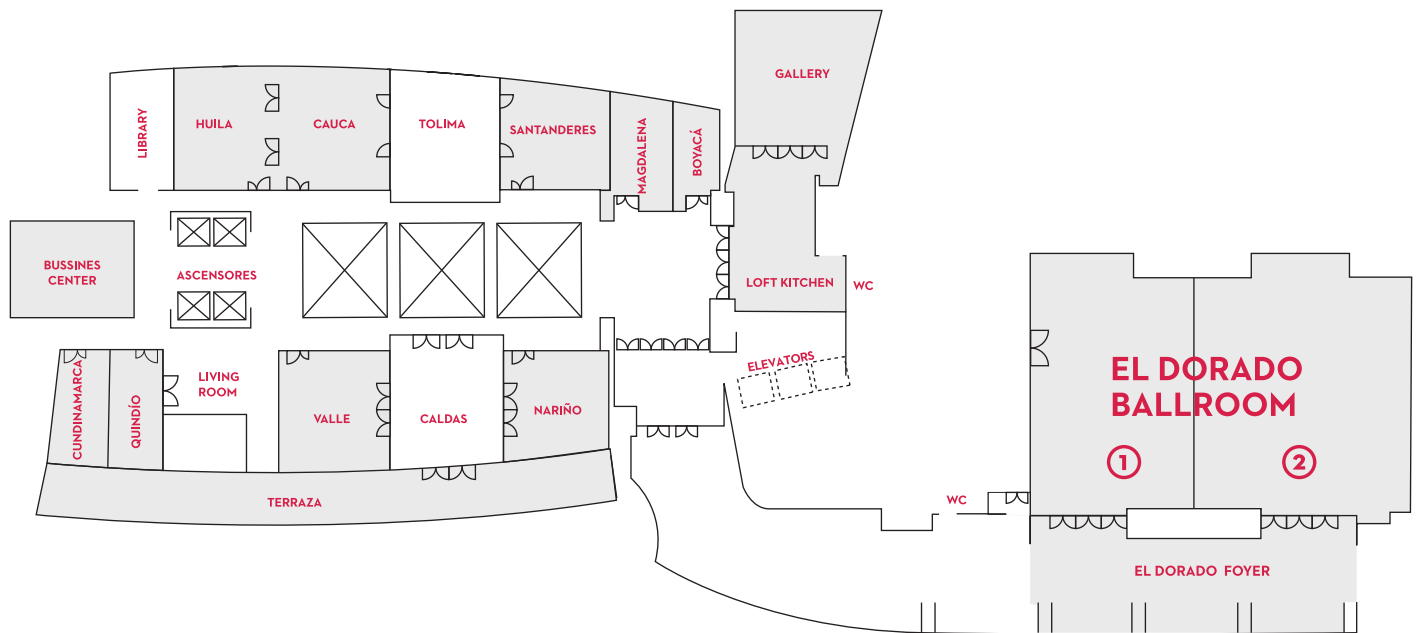 GALLERY
LIBRARY
HUILA
CAUCA
TOLIMA
SANTANDERES
MAGDALENA
BOYACÁ
BUSSINES
CENTER
ASCENSORES
LOFT KITCHEN
WC
ELEVATORS
EL DORADO
BALLROOM
1
2
CUNDINAMARCA
QUINDÍO
LIVING
ROOM
VALLE
CALDAS
NARIÑO
TERRAZA
WC
EL DORADO FOYER